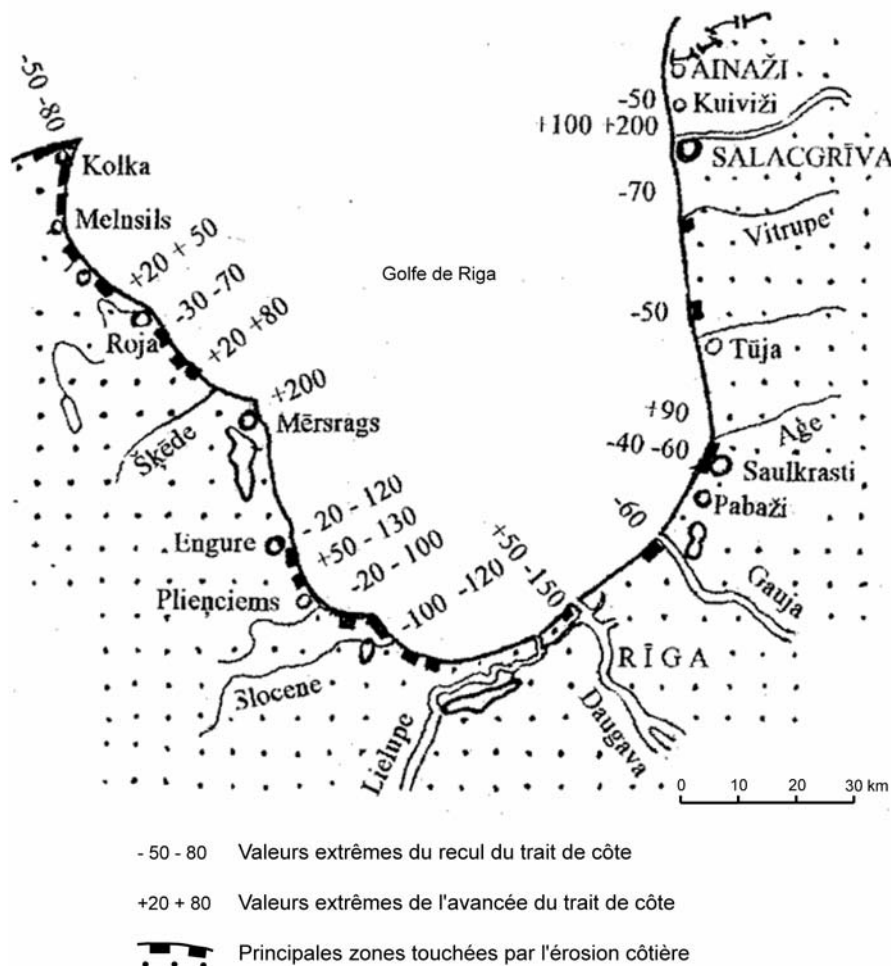 -50 -80
Kolka
Melnsils
+20 + 50
-30 -70
Roja
+20 +80
+200
Mērsrags
Šķēde
Golfe de Riga
AINAŽI
-50
Kuiviži
+100 +200
SALACGRĪVA
-70
Vitrupe
-50
Tūja
+90
Aģe
-40 -60
Saulkrasti
Pabaži
-60
Gauja
- 20 - 120
Engure
+50 - 130
-20 - 100
Plieņciems
-100 -120
+50 -150
Slocene
Lielupe
RĪGA
Daugava
0 10 20 30 km
- 50 - 80 Valeurs extrêmes du recul du trait de côte
+20 + 80 Valeurs extrêmes de l'avancée du trait de côte
Principales zones touchées par l'érosion côtière